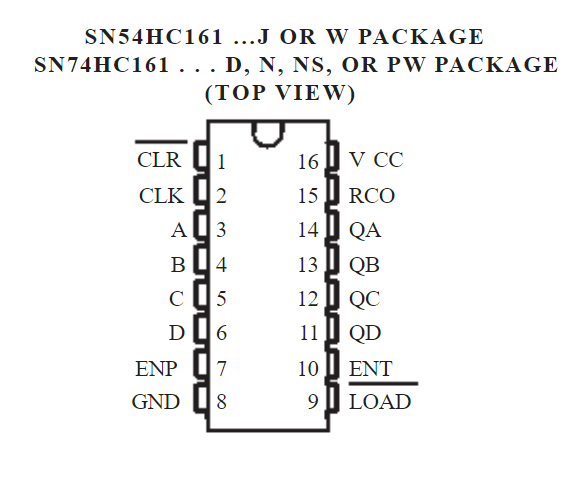 SN54HC161 ...J OR W PACKAGE
SN74HC161 . . . D, N, NS, OR PW PACKAGE
(TOP VIEW)
CLR 1 16 V CC
CLK 2 15 RCO
A 3 14 QA
B 4 13 QB
C 5 12 QC
D 6 11 QD
ENP 7 10 ENT
GND 8 9 LOAD